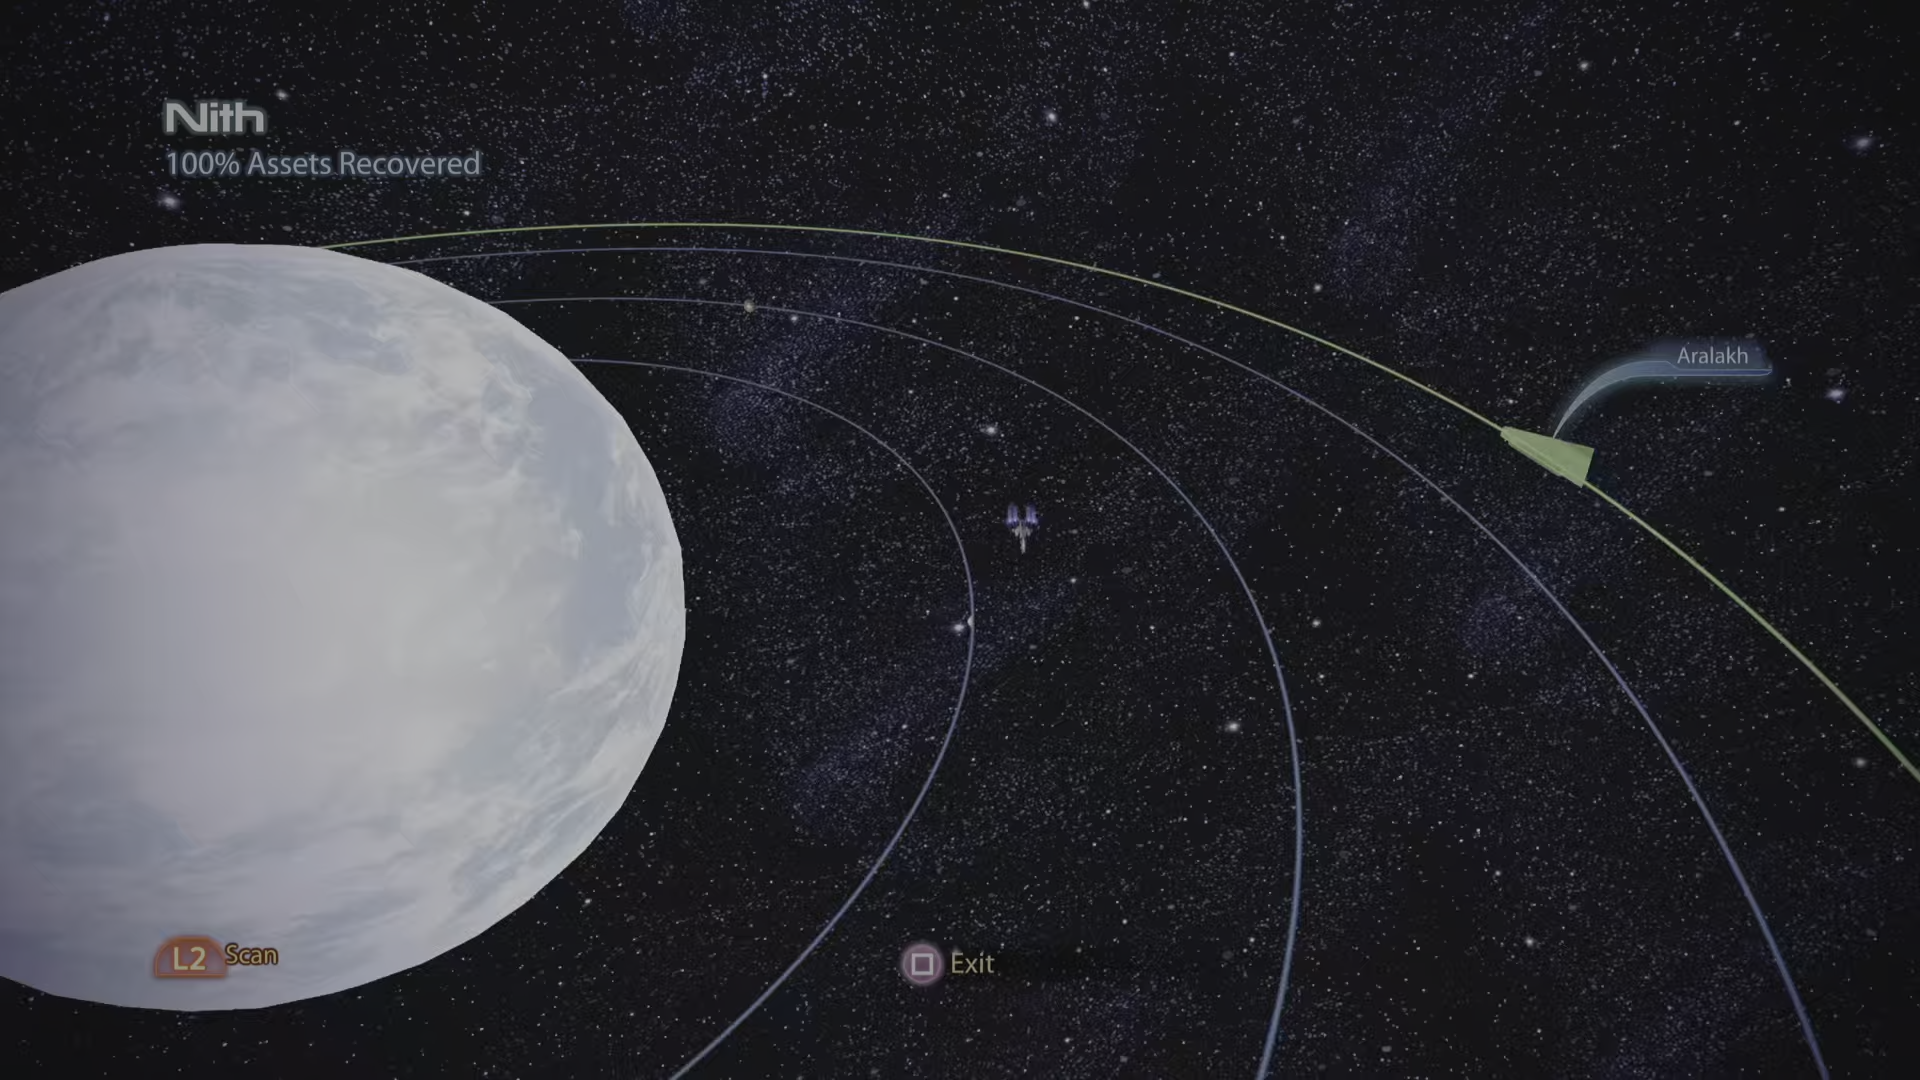 Nith
100% Assets Recovered
Aralakh
L2 Scan
Exit